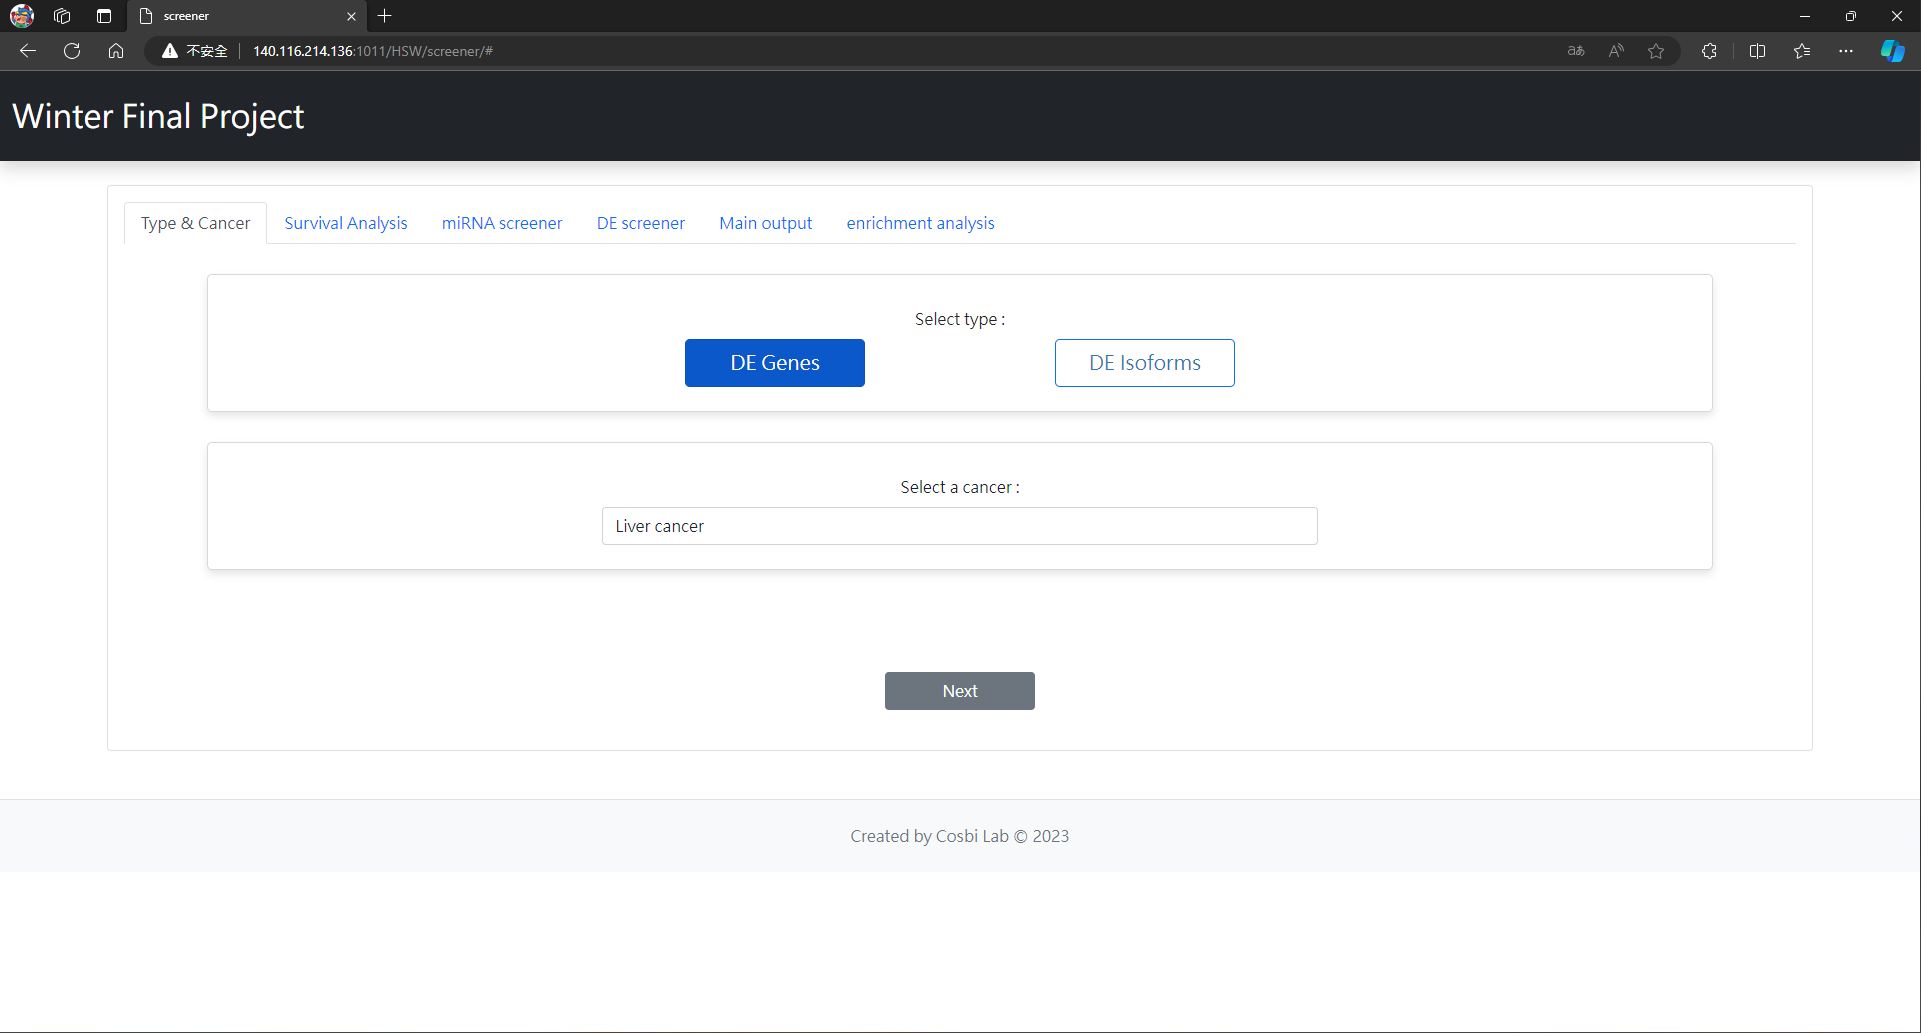 screener
不安全
140.116.214.136:1011/HSW/screener/#
Winter Final Project
Type & Cancer
Survival Analysis
miRNA screener
DE screener
Main output
enrichment analysis
Select type :
DE Genes
DE Isoforms
Select a cancer :
Liver cancer
Next
Created by Cosbi Lab © 2023